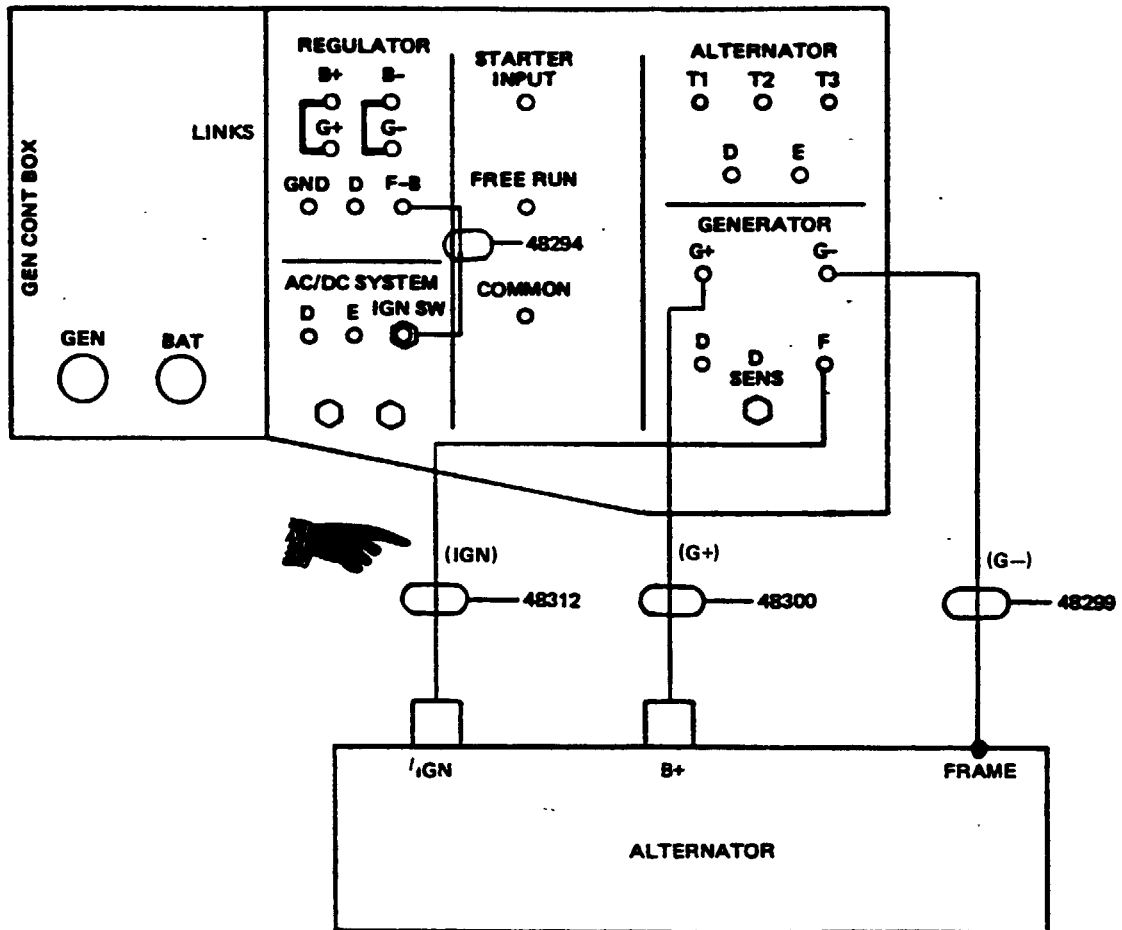 GEN CONT BOX
LINKS
GEN
BAT
REGULATOR
B+ B-
G+ G-
GND D F-B
AC/DC SYSTEM
D E IGN SW
STARTER
INPUT
FREE RUN
48294
COMMON
ALTERNATOR
T1 T2 T3
D E
GENERATOR
G+ G-
D F
D
SENS
(IGN)
48312
(G+)
48300
(G-)
48299
IGN
B+
FRAME
ALTERNATOR